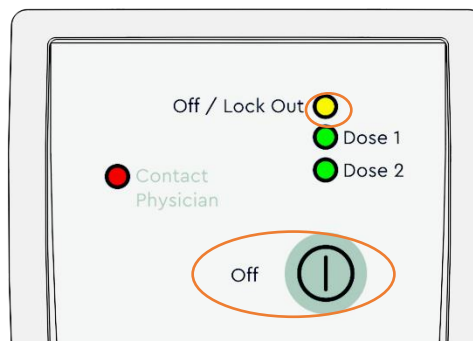 Off / Lock Out
Dose 1
Contact
Physician
Dose 2
Off